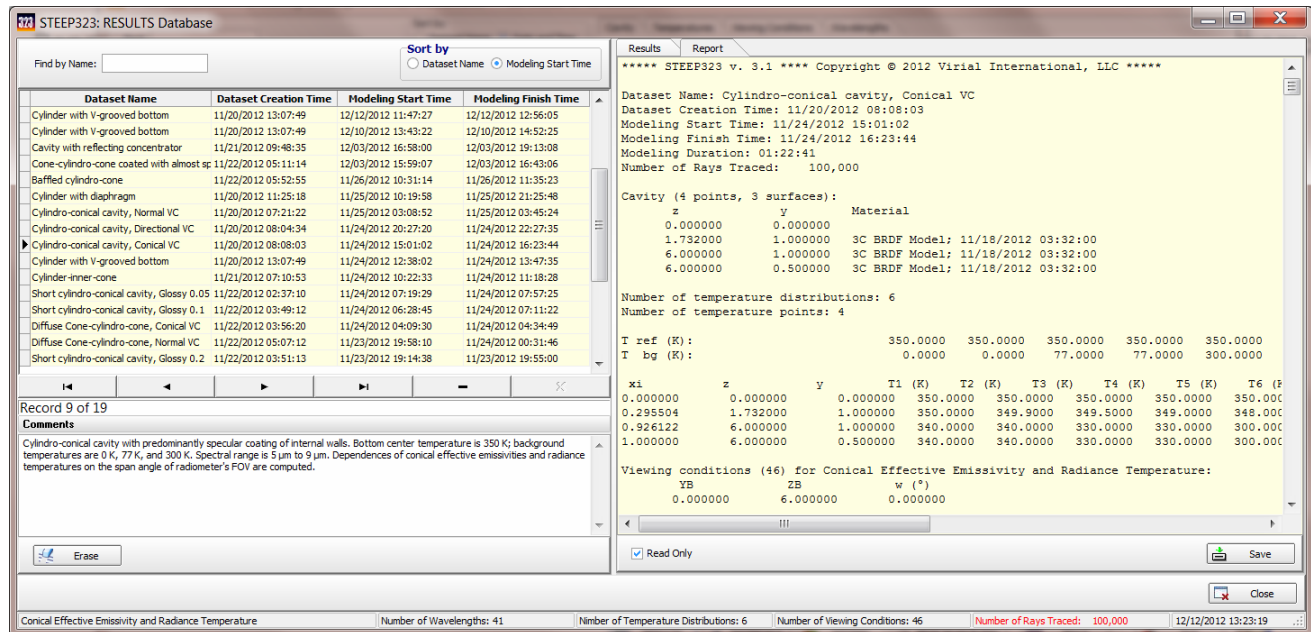 323 STEEP323: RESULTS Database
Find by Name:
Sort by
Dataset Name Modeling Start Time
Dataset Name Dataset Creation Time Modeling Start Time Modeling Finish Time
Cylinder with V-grooved bottom 11/20/2012 13:07:49 12/12/2012 11:47:27 12/12/2012 12:56:05
Cylinder with V-grooved bottom 11/20/2012 13:07:49 12/10/2012 13:43:22 12/10/2012 14:52:25
Cavity with reflecting concentrator 11/21/2012 09:48:35 12/03/2012 16:58:00 12/03/2012 19:13:08
Cone-cylindro-cone coated with almost sp 11/22/2012 05:11:14 12/03/2012 15:59:07 12/03/2012 16:43:06
Baffled cylindro-cone 11/22/2012 05:52:55 11/26/2012 10:31:14 11/26/2012 11:35:23
Cylinder with diaphragm 11/20/2012 11:25:18 11/25/2012 10:19:58 11/25/2012 21:25:48
Cylindro-conical cavity, Normal VC 11/20/2012 07:21:22 11/25/2012 03:08:52 11/25/2012 03:45:24
Cylindro-conical cavity, Directional VC 11/20/2012 08:04:34 11/24/2012 20:27:20 11/24/2012 22:27:35
Cylindro-conical cavity, Conical VC 11/20/2012 08:08:03 11/24/2012 15:01:02 11/24/2012 16:23:44
Cylinder with V-grooved bottom 11/20/2012 13:07:49 11/24/2012 12:38:02 11/24/2012 13:47:35
Cylinder-inner-cone 11/21/2012 07:10:53 11/24/2012 10:22:33 11/24/2012 11:18:28
Short cylindro-conical cavity, Glossy 0.05 11/22/2012 02:37:10 11/24/2012 07:19:29 11/24/2012 07:57:25
Short cylindro-conical cavity, Glossy 0.1 11/22/2012 03:49:12 11/24/2012 06:28:45 11/24/2012 07:11:22
Diffuse Cone-cylindro-cone, Conical VC 11/22/2012 03:56:20 11/24/2012 04:09:30 11/24/2012 04:34:49
Diffuse Cone-cylindro-cone, Normal VC 11/22/2012 05:07:12 11/23/2012 19:58:10 11/24/2012 00:31:46
Short cylindro-conical cavity, Glossy 0.2 11/22/2012 03:51:13 11/23/2012 19:14:38 11/23/2012 19:55:00
Record 9 of 19
Comments
Cylindro-conical cavity with predominantly specular coating of internal walls. Bottom center temperature is 350 K; background
temperatures are 0 K, 77 K, and 300 K. Spectral range is 5 µm to 9 µm. Dependences of conical effective emissivities and radiance
temperatures on the span angle of radiometer's FOV are computed.
Erase
Results Report
***** STEEP323 v. 3.1 **** Copyright © 2012 Virial International, LLC *****
Dataset Name: Cylindro-conical cavity, Conical VC
Dataset Creation Time: 11/20/2012 08:08:03
Modeling Start Time: 11/24/2012 15:01:02
Modeling Finish Time: 11/24/2012 16:23:44
Modeling Duration: 01:22:41
Number of Rays Traced: 100,000
Cavity (4 points, 3 surfaces):
z y Material
0.000000 0.000000
1.732000 1.000000 3C BRDF Model; 11/18/2012 03:32:00
6.000000 1.000000 3C BRDF Model; 11/18/2012 03:32:00
6.000000 0.500000 3C BRDF Model; 11/18/2012 03:32:00
Number of temperature distributions: 6
Number of temperature points: 4
T ref (K): 350.0000 350.0000 350.0000 350.0000 350.0000
T bg (K): 0.0000 0.0000 77.0000 77.0000 300.0000
xi z y T1 (K) T2 (K) T3 (K) T4 (K) T5 (K) T6 (K
0.000000 0.000000 0.000000 350.0000 350.0000 350.0000 350.0000 350.0000 350.000
0.295504 1.732000 1.000000 350.0000 349.9000 349.5000 349.0000 348.000
0.926122 6.000000 1.000000 340.0000 340.0000 330.0000 330.0000 300.000
1.000000 6.000000 0.500000 340.0000 340.0000 330.0000 330.0000 300.000
Viewing conditions (46) for Conical Effective Emissivity and Radiance Temperature:
YB ZB w (°)
0.000000 6.000000 0.000000
Read Only
Save
Close
Conical Effective Emissivity and Radiance Temperature Number of Wavelengths: 41 Nimber of Temperature Distributions: 6 Number of Viewing Conditions: 46 Number of Rays Traced: 100,000 12/12/2012 13:23:19